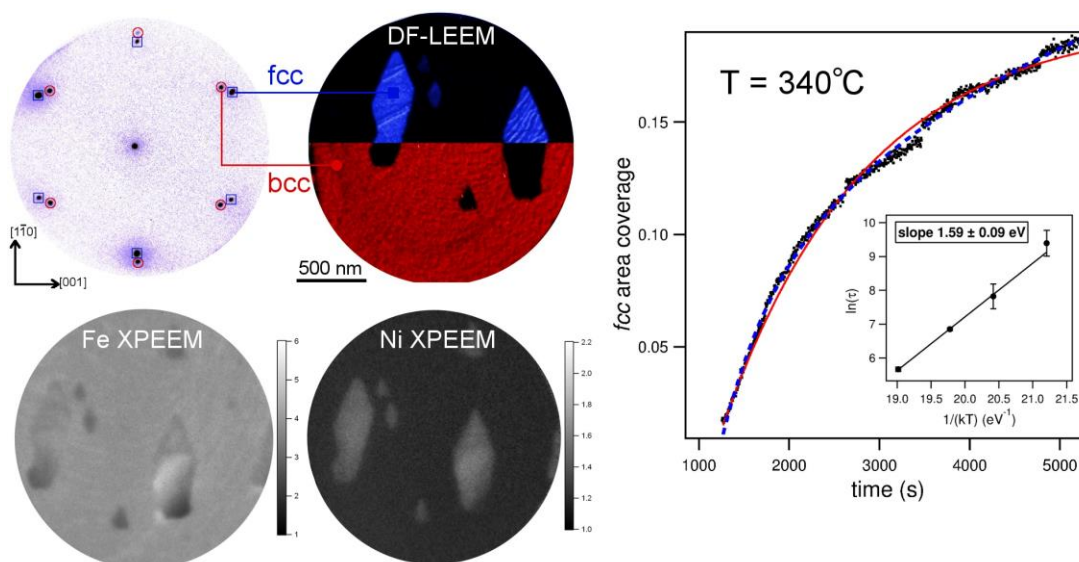 DF-LEEM
fcc
bcc
[11̄0]
[001]
500 nm
Fe XPEEM
6
5
4
3
2
1
Ni XPEEM
2.2
2.0
1.8
1.6
1.4
1.2
1.0
T = 340°C
fcc area coverage
0.15
0.10
0.05
1000
2000
3000
4000
5000
time (s)
slope 1.59 ± 0.09 eV
ln(τ)
10
9
8
7
6
19.0
19.5
20.0
20.5
21.0
21.5
1/(kT) (eV⁻¹)